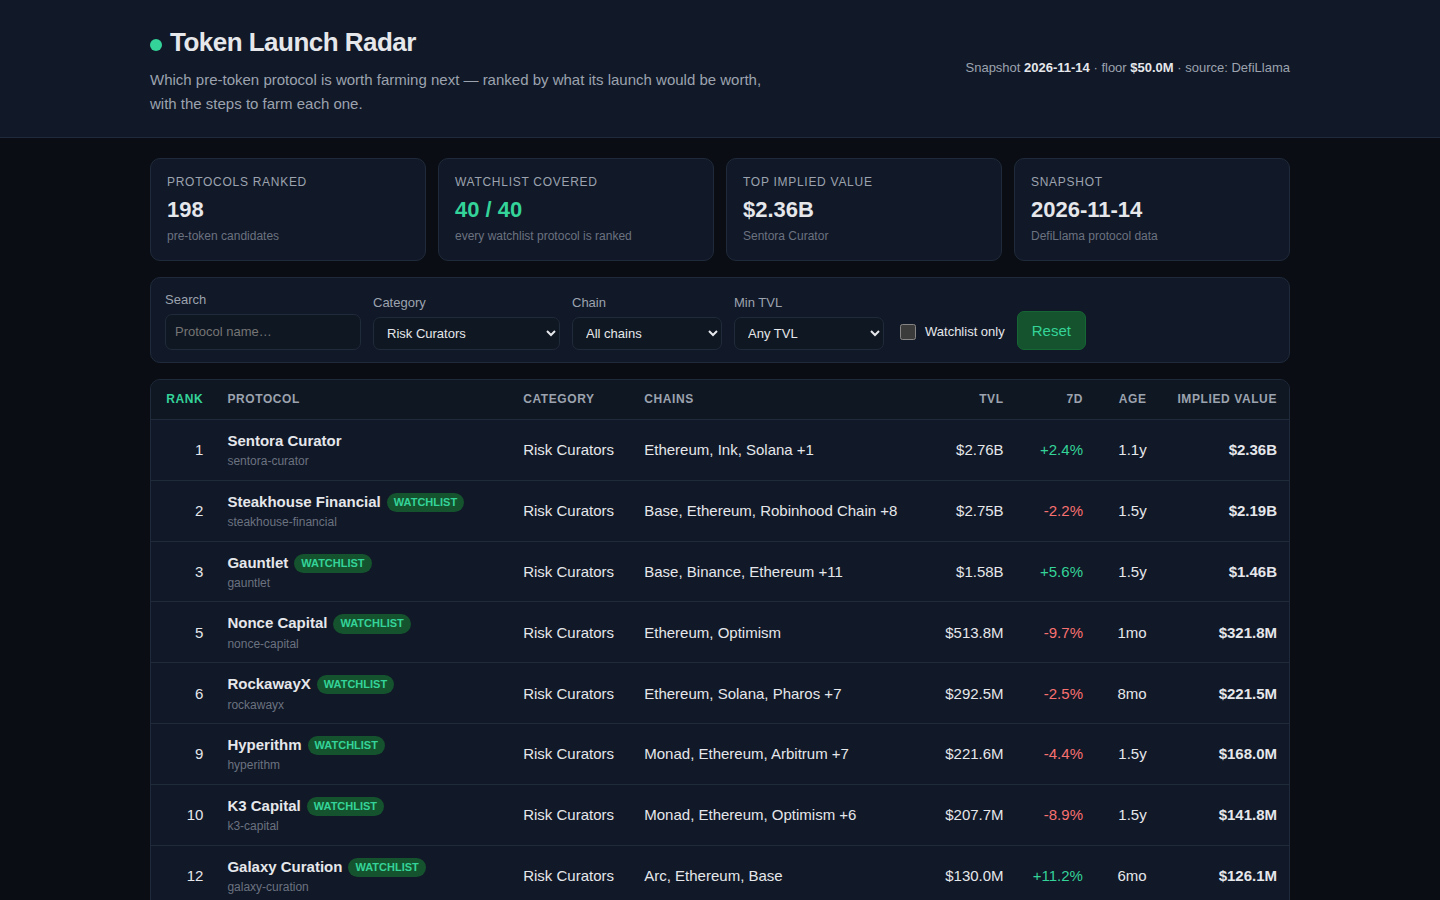 Token Launch Radar
Which pre-token protocol is worth farming next — ranked by what its launch would be worth,
with the steps to farm each one.
Snapshot 2026-11-14 · floor $50.0M · source: DefiLlama
PROTOCOLS RANKED
198
pre-token candidates
WATCHLIST COVERED
40 / 40
every watchlist protocol is ranked
TOP IMPLIED VALUE
$2.36B
Sentora Curator
SNAPSHOT
2026-11-14
DefiLlama protocol data
Search
Protocol name…
Category
Risk Curators
Chain
All chains
Min TVL
Any TVL
Watchlist only
Reset
RANK PROTOCOL CATEGORY CHAINS TVL 7D AGE IMPLIED VALUE
1 Sentora Curator Risk Curators Ethereum, Ink, Solana +1 $2.76B +2.4% 1.1y $2.36B
sentora-curator
2 Steakhouse Financial WATCHLIST Risk Curators Base, Ethereum, Robinhood Chain +8 $2.75B -2.2% 1.5y $2.19B
steakhouse-financial
3 Gauntlet WATCHLIST Risk Curators Base, Binance, Ethereum +11 $1.58B +5.6% 1.5y $1.46B
gauntlet
5 Nonce Capital WATCHLIST Risk Curators Ethereum, Optimism $513.8M -9.7% 1mo $321.8M
nonce-capital
6 RockawayX WATCHLIST Risk Curators Ethereum, Solana, Pharos +7 $292.5M -2.5% 8mo $221.5M
rockawayx
9 Hyperithm WATCHLIST Risk Curators Monad, Ethereum, Arbitrum +7 $221.6M -4.4% 1.5y $168.0M
hyperithm
10 K3 Capital WATCHLIST Risk Curators Monad, Ethereum, Optimism +6 $207.7M -8.9% 1.5y $141.8M
k3-capital
12 Galaxy Curation WATCHLIST Risk Curators Arc, Ethereum, Base $130.0M +11.2% 6mo $126.1M
galaxy-curation